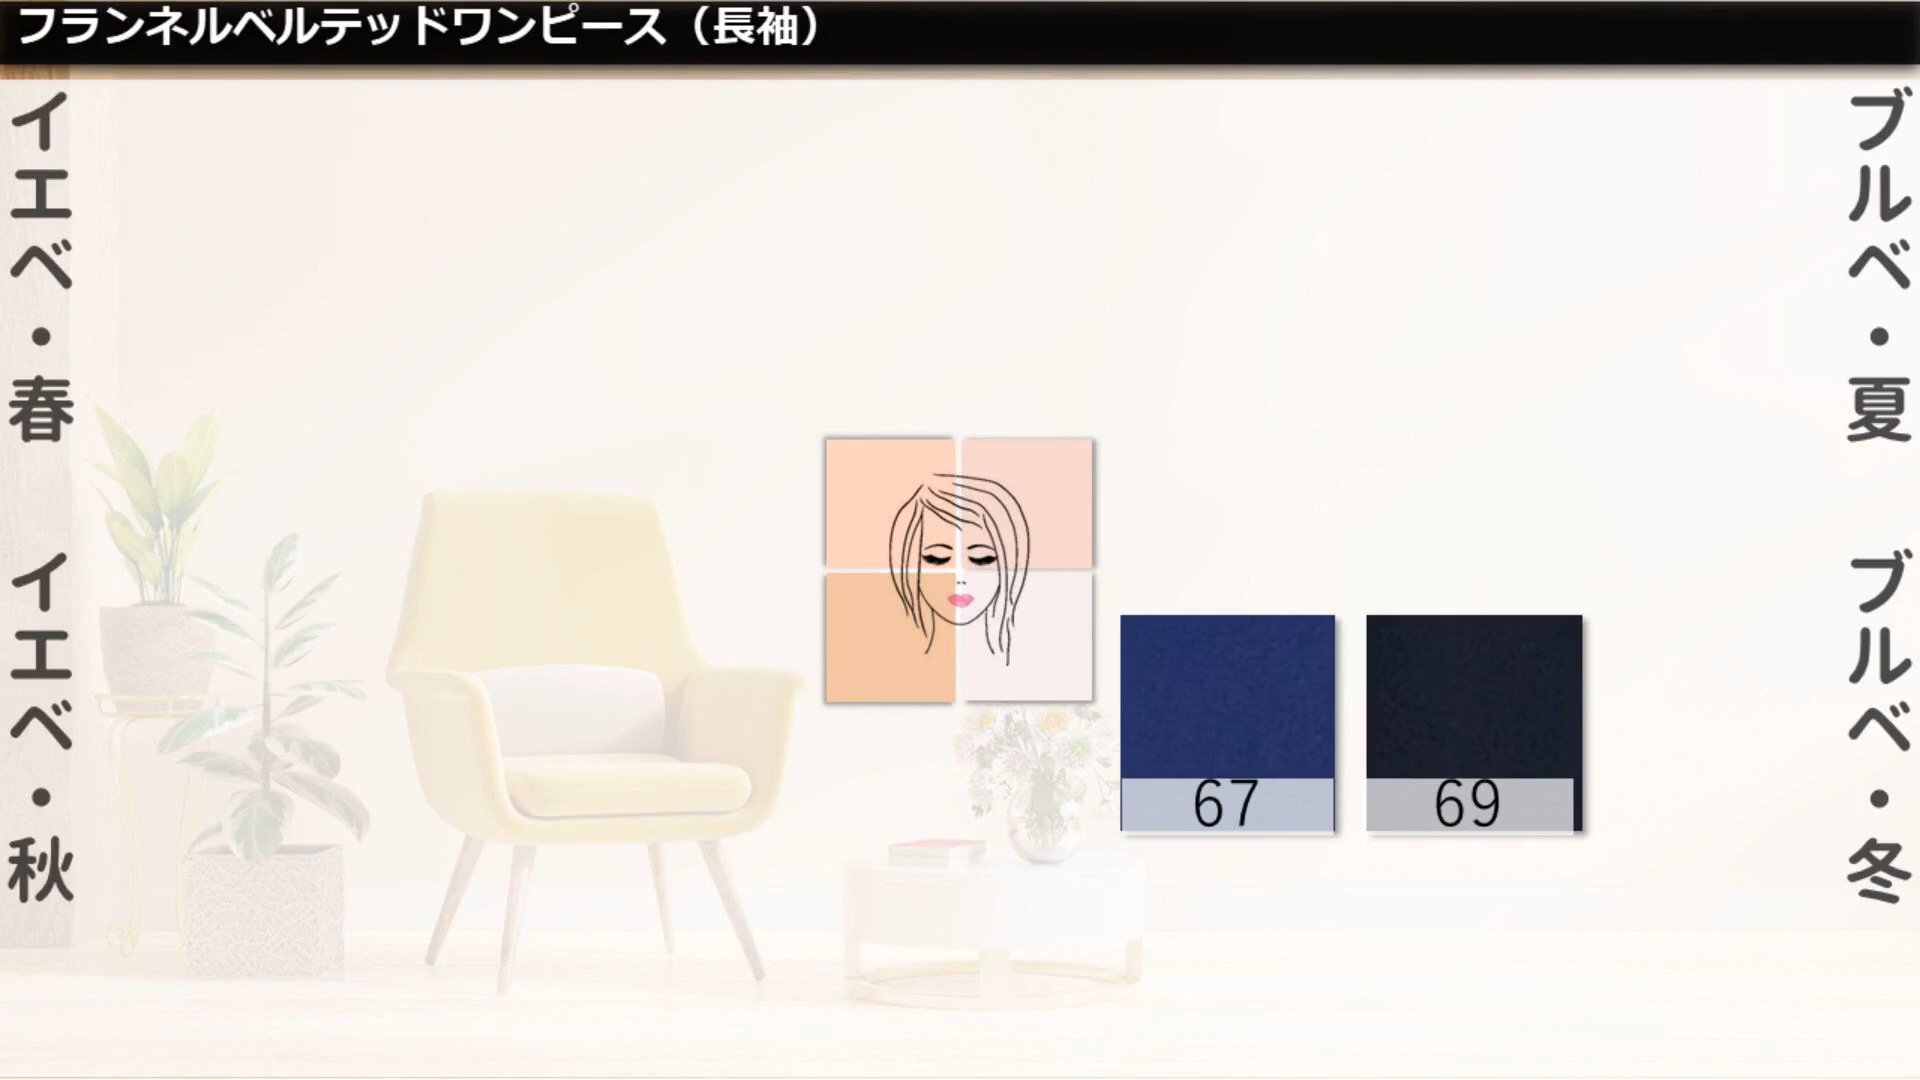 フランネルベルテッドワンピース（長袖）
イエベ・春
イエベ・秋
ブルベ・夏
ブルベ・冬
67
69